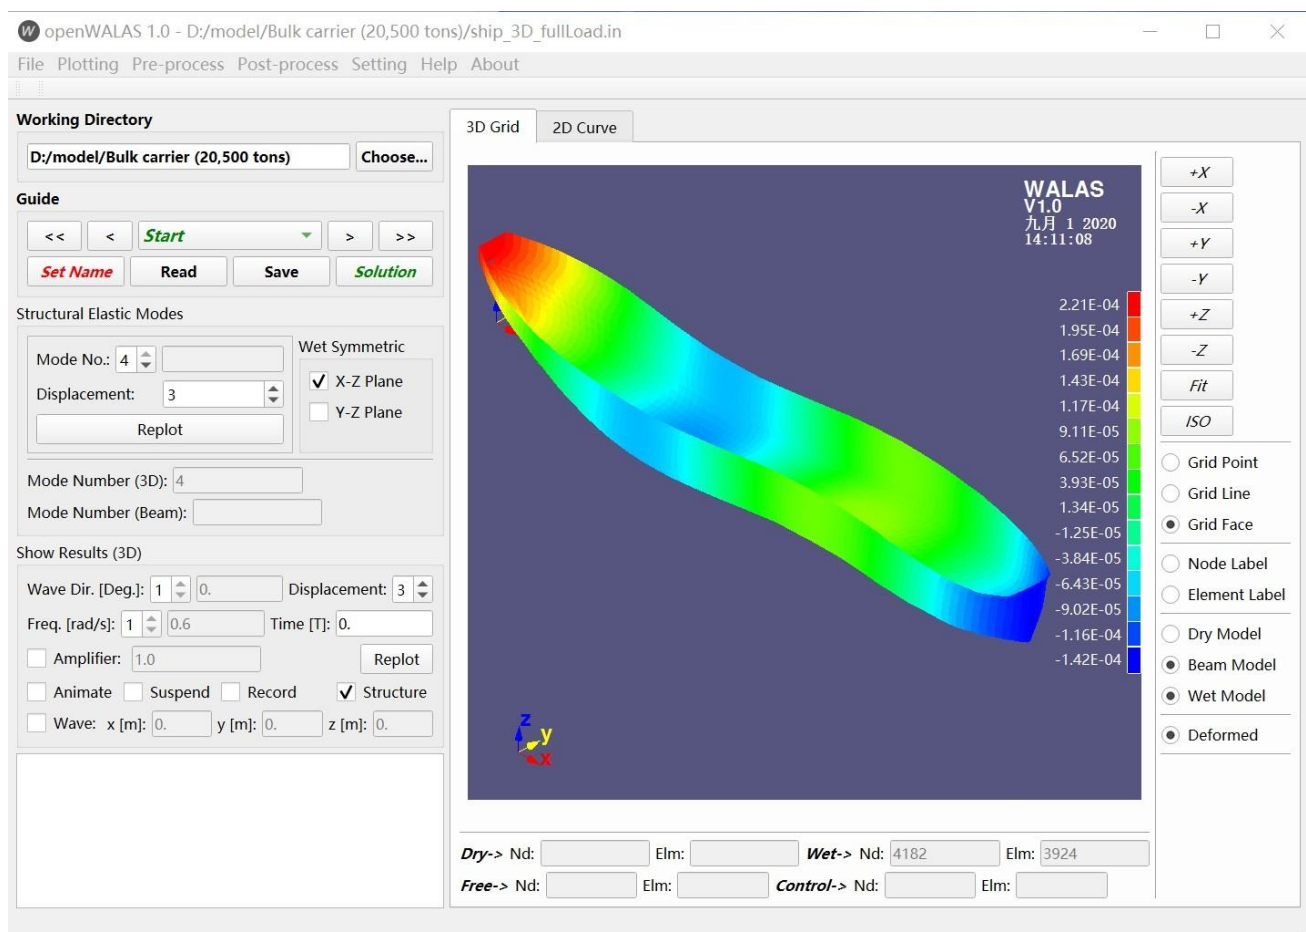 openWALAS 1.0 - D:/model/Bulk carrier (20,500 tons)/ship_3D_fullLoad.in
File Plotting Pre-process Post-process Setting Help About
Working Directory
D:/model/Bulk carrier (20,500 tons) Choose...
Guide
<< < Start > >>
Set Name Read Save Solution
Structural Elastic Modes
Mode No.: 4
Displacement: 3
Replot
Wet Symmetric
X-Z Plane
Y-Z Plane
Mode Number (3D): 4
Mode Number (Beam):
Show Results (3D)
Wave Dir. [Deg.]: 1 0. Displacement: 3
Freq. [rad/s]: 1 0.6 Time [T]: 0.
Amplifier: 1.0 Replot
Animate Suspend Record Structure
Wave: x [m]: 0. y [m]: 0. z [m]: 0.
3D Grid 2D Curve
WALAS
V1.0
九月 1 2020
14:11:08
2.21E-04
1.95E-04
1.69E-04
1.43E-04
1.17E-04
9.11E-05
6.52E-05
3.93E-05
1.34E-05
-1.25E-05
-3.84E-05
-6.43E-05
-9.02E-05
-1.16E-04
-1.42E-04
z
y
x
+X
-X
+Y
-Y
+Z
-Z
Fit
ISO
Grid Point
Grid Line
Grid Face
Node Label
Element Label
Dry Model
Beam Model
Wet Model
Deformed
Dry-> Nd: Elm: Wet-> Nd: 4182 Elm: 3924
Free-> Nd: Elm: Control-> Nd: Elm: